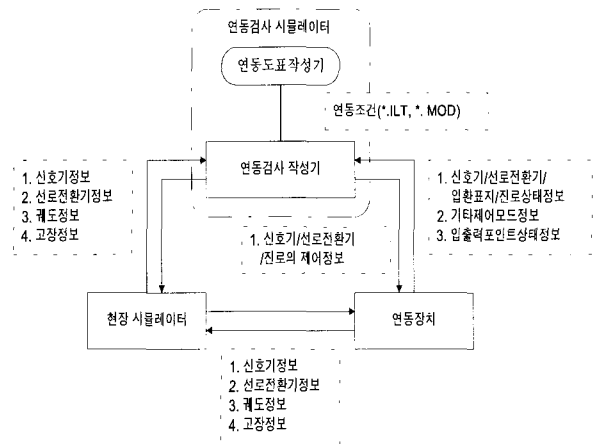 연동검사 시뮬레이터
연동도표작성기
연동조건(*.ILT, *. MOD)
연동검사 작성기
1. 신호기정보
2. 선로전환기정보
3. 궤도정보
4. 고장정보
1. 신호기/선로전환기/
입환표지/진로상태정보
2. 기타제어모드정보
3. 입출력포인트상태정보
1. 신호기/선로전환기
/진로의 제어정보
현장 시뮬레이터
연동장치
1. 신호기정보
2. 선로전환기정보
3. 궤도정보
4. 고장정보